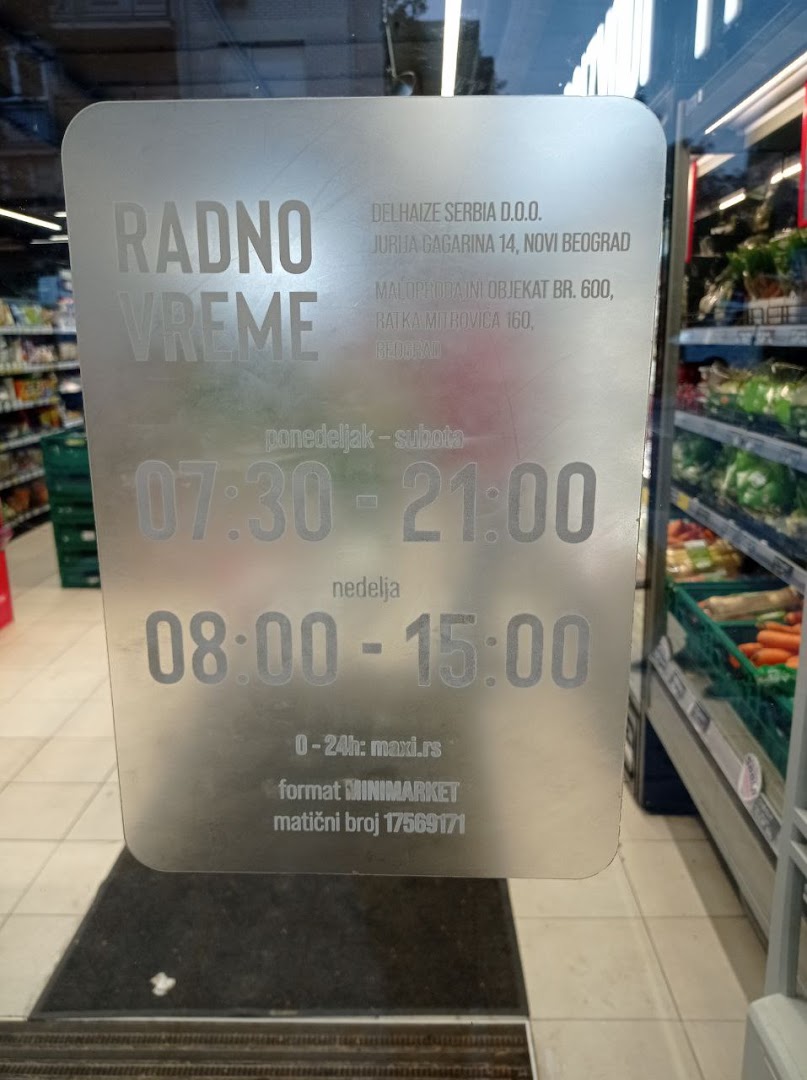 RADNO
VREME
DELHAIZE SERBIA D.O.O.
JURIJA GAGARINA 14, NOVI BEOGRAD
MALOPRODAJNI OBJEKAT BR. 600,
RATKA MITROVIĆA 160,
BEOGRAD
ponedeljak – subota
07:30 - 21:00
nedelja
08:00 - 15:00
0 - 24h: maxi.rs
format MINIMARKET
matični broj 17569171